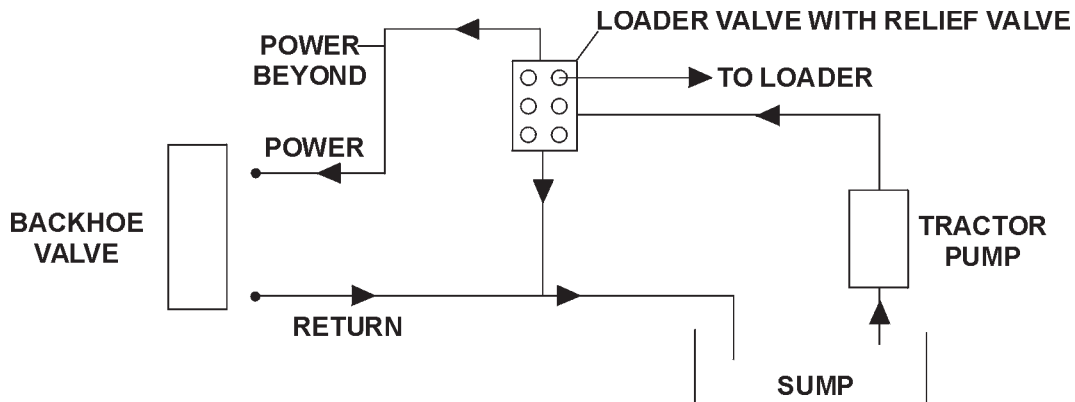 LOADER VALVE WITH RELIEF VALVE
POWER
BEYOND
TO LOADER
POWER
BACKHOE
VALVE
TRACTOR
PUMP
RETURN
SUMP